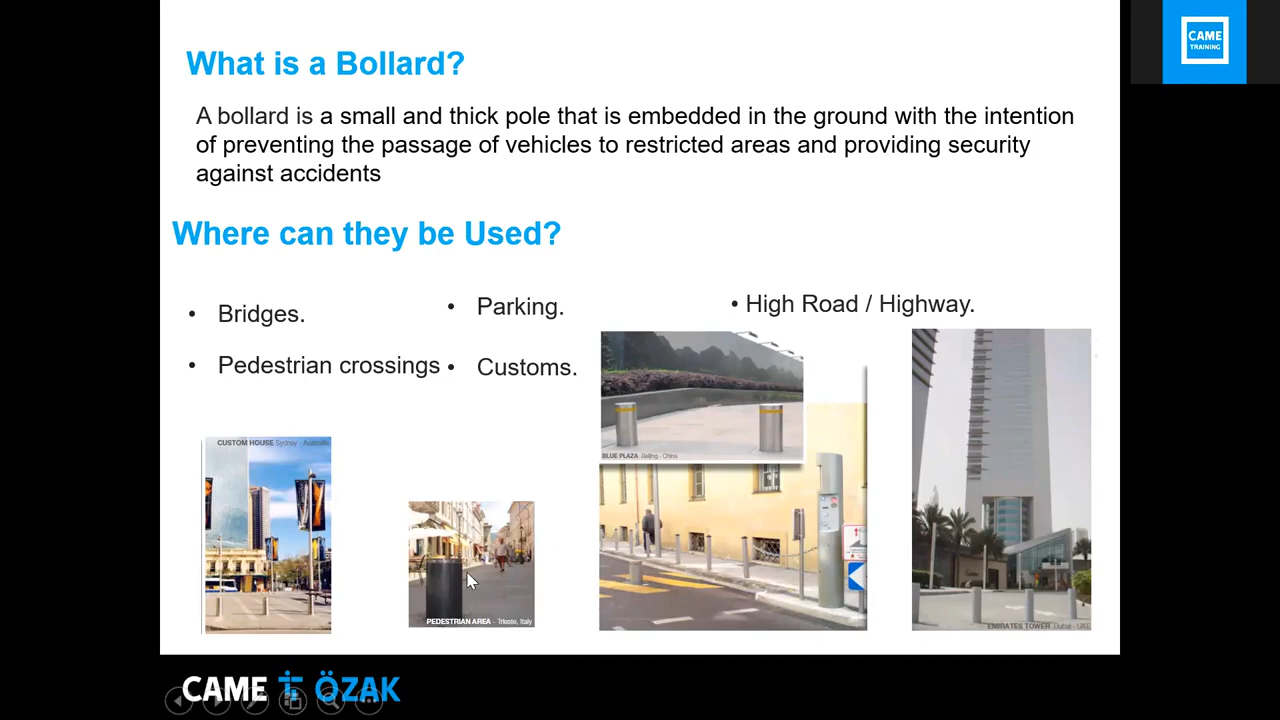 CAME
TRAINING
What is a Bollard?
A bollard is a small and thick pole that is embedded in the ground with the intention
of preventing the passage of vehicles to restricted areas and providing security
against accidents
Where can they be Used?
• Bridges.
• Parking.
• High Road / Highway.
• Pedestrian crossings
• Customs.
CUSTOM HOUSE Sydney - Australia
PEDESTRIAN AREA - Trieste, Italy
BLUE PLAZA Beijing - China
EMIRATES TOWER Dubai - UAE
CAME ÖZAK